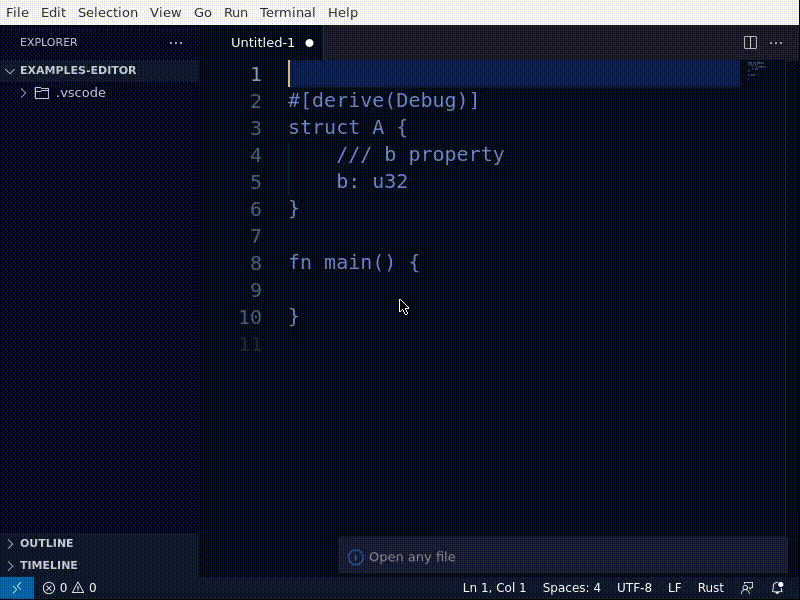 File Edit Selection View Go Run Terminal Help
EXPLORER
EXAMPLES-EDITOR
.vscode
OUTLINE
TIMELINE
Untitled-1
1
2 #[derive(Debug)]
3 struct A {
4 /// b property
5 b: u32
6 }
7
8 fn main() {
9
10 }
11
Open any file
0 0 Ln 1, Col 1 Spaces: 4 UTF-8 LF Rust